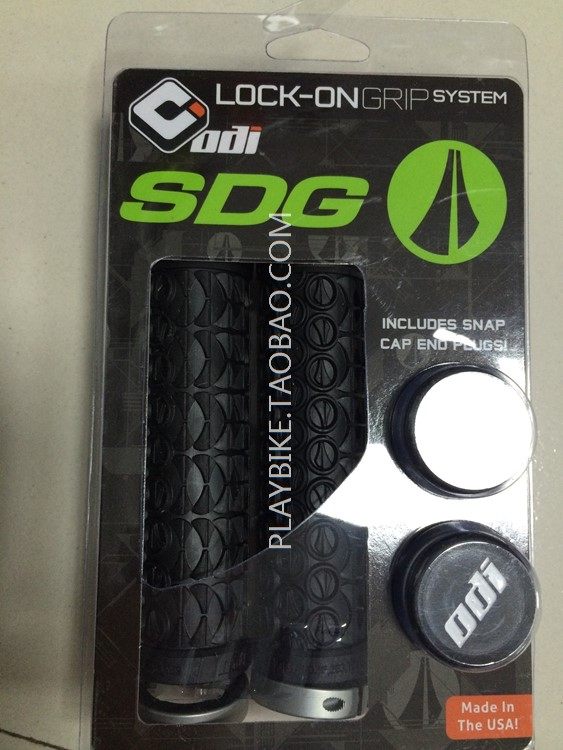 LOCK-ONGRIP SYSTEM
odi
SDG
INCLUDES SNAP
CAP END PLUGS!
PLAYBIKE.TAOBAO.COM
odi
Made In
The USA!